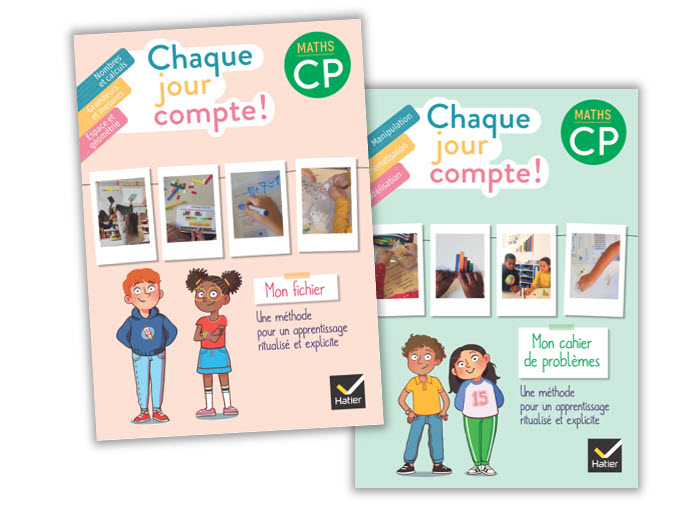 Nombres
et calculs
Grandeurs
et mesures
Espace et
géométrie
Chaque
jour
compte!
MATHS
CP
Mon fichier
Une méthode
pour un apprentissage
ritualisé et explicite
Hatier
Manipulation
Chaque
jour
compte!
MATHS
CP
Mon cahier
de problèmes
15
Une méthode
pour un apprentissage
ritualisé et explicite
Hatier